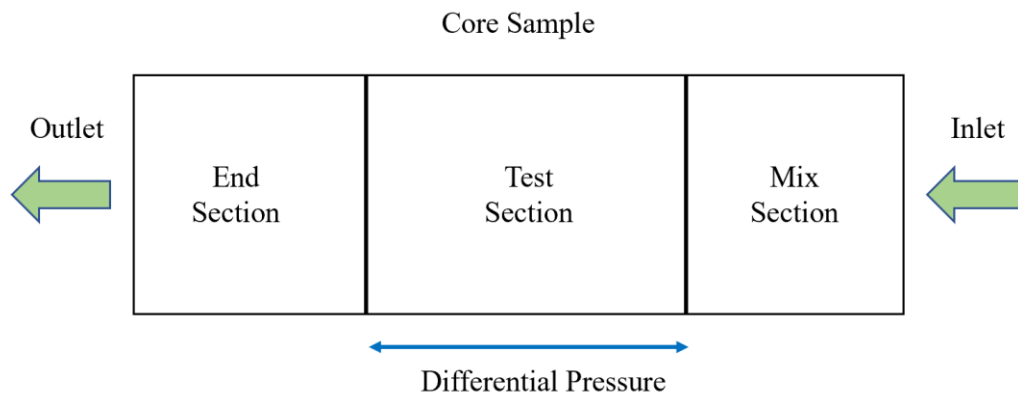 Core Sample
Outlet
Inlet
End
Section
Test
Section
Mix
Section
Differential Pressure